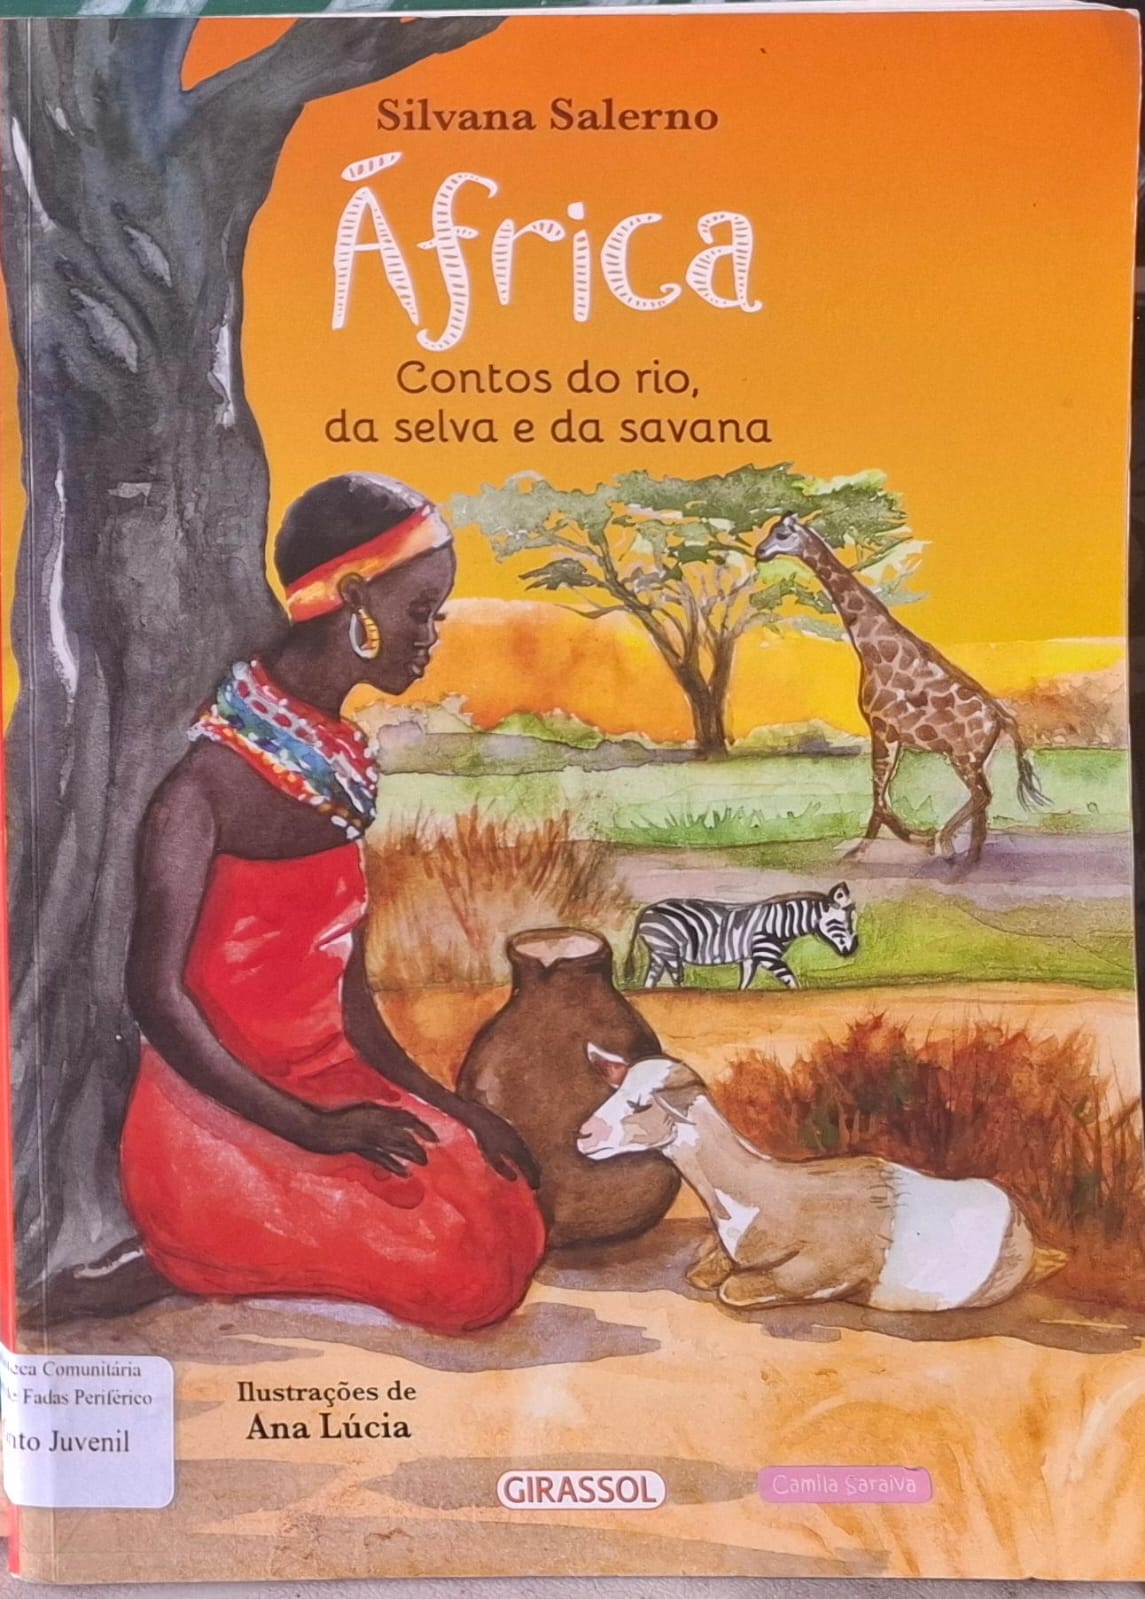 Silvana Salerno
África
Contos do rio,
da selva e da savana
Comunitária
Fadas Periférico
Juvenil
Ilustrações de
Ana Lúcia
GIRASSOL
Camila Saraiva